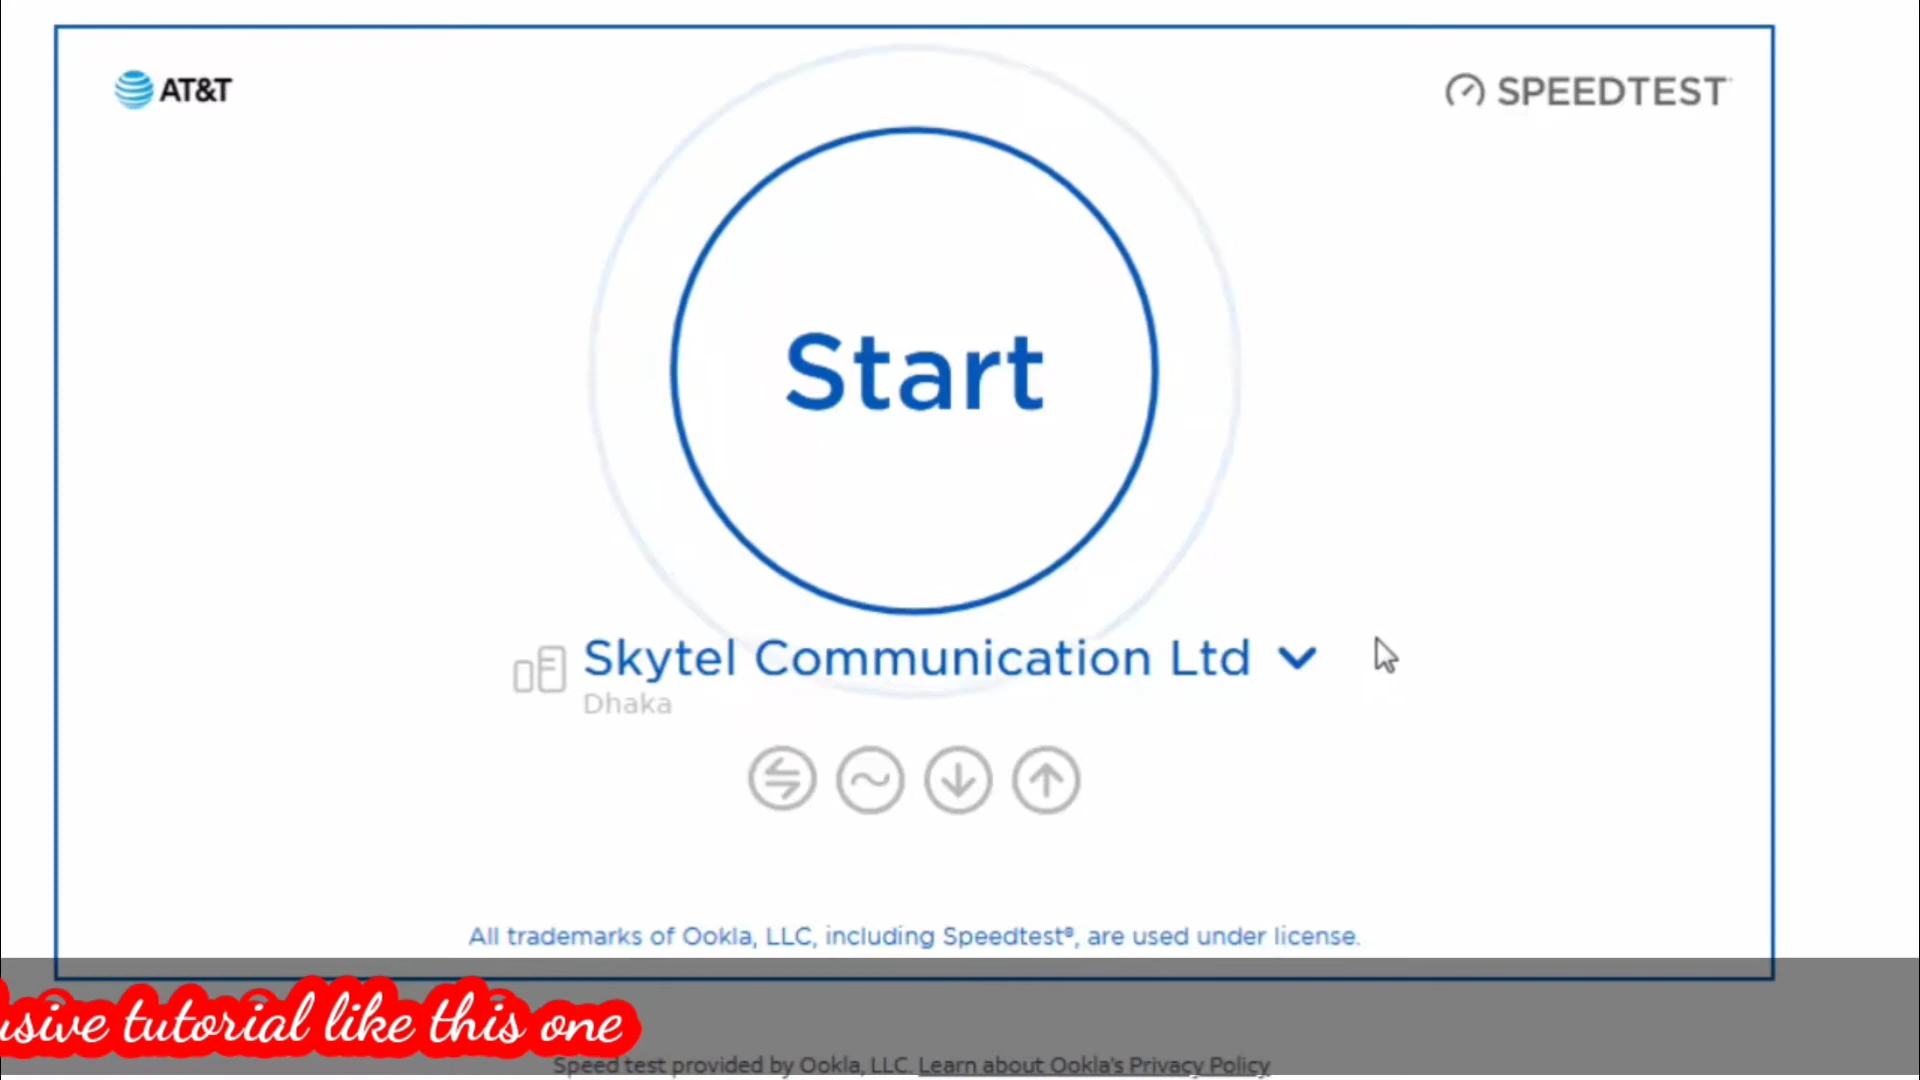 AT&T
SPEEDTEST
Start
Skytel Communication Ltd
Dhaka
All trademarks of Ookla, LLC, including Speedtest®, are used under license.
tutorial like this one
Speed test provided by Ookla, LLC. Learn about Ookla's Privacy Policy